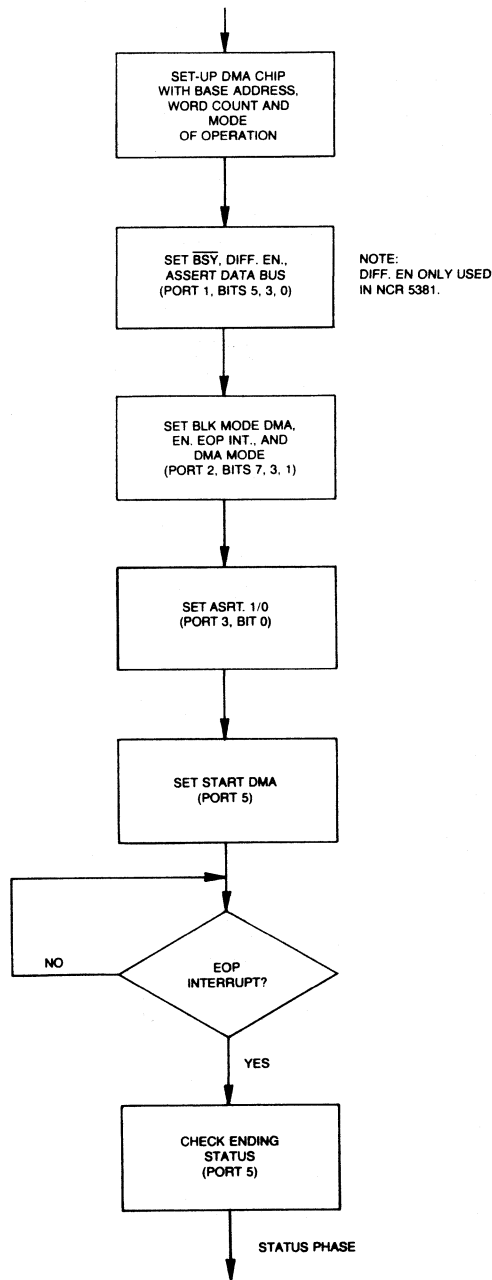 SET-UP DMA CHIP
WITH BASE ADDRESS,
WORD COUNT AND
MODE
OF OPERATION
SET B̅S̅Y̅, DIFF. EN.,
ASSERT DATA BUS
(PORT 1, BITS 5, 3, 0)
NOTE:
DIFF. EN ONLY USED
IN NCR 5381.
SET BLK MODE DMA,
EN. EOP INT., AND
DMA MODE
(PORT 2, BITS 7, 3, 1)
SET ASRT. 1/0
(PORT 3, BIT 0)
SET START DMA
(PORT 5)
NO
EOP
INTERRUPT?
YES
CHECK ENDING
STATUS
(PORT 5)
STATUS PHASE